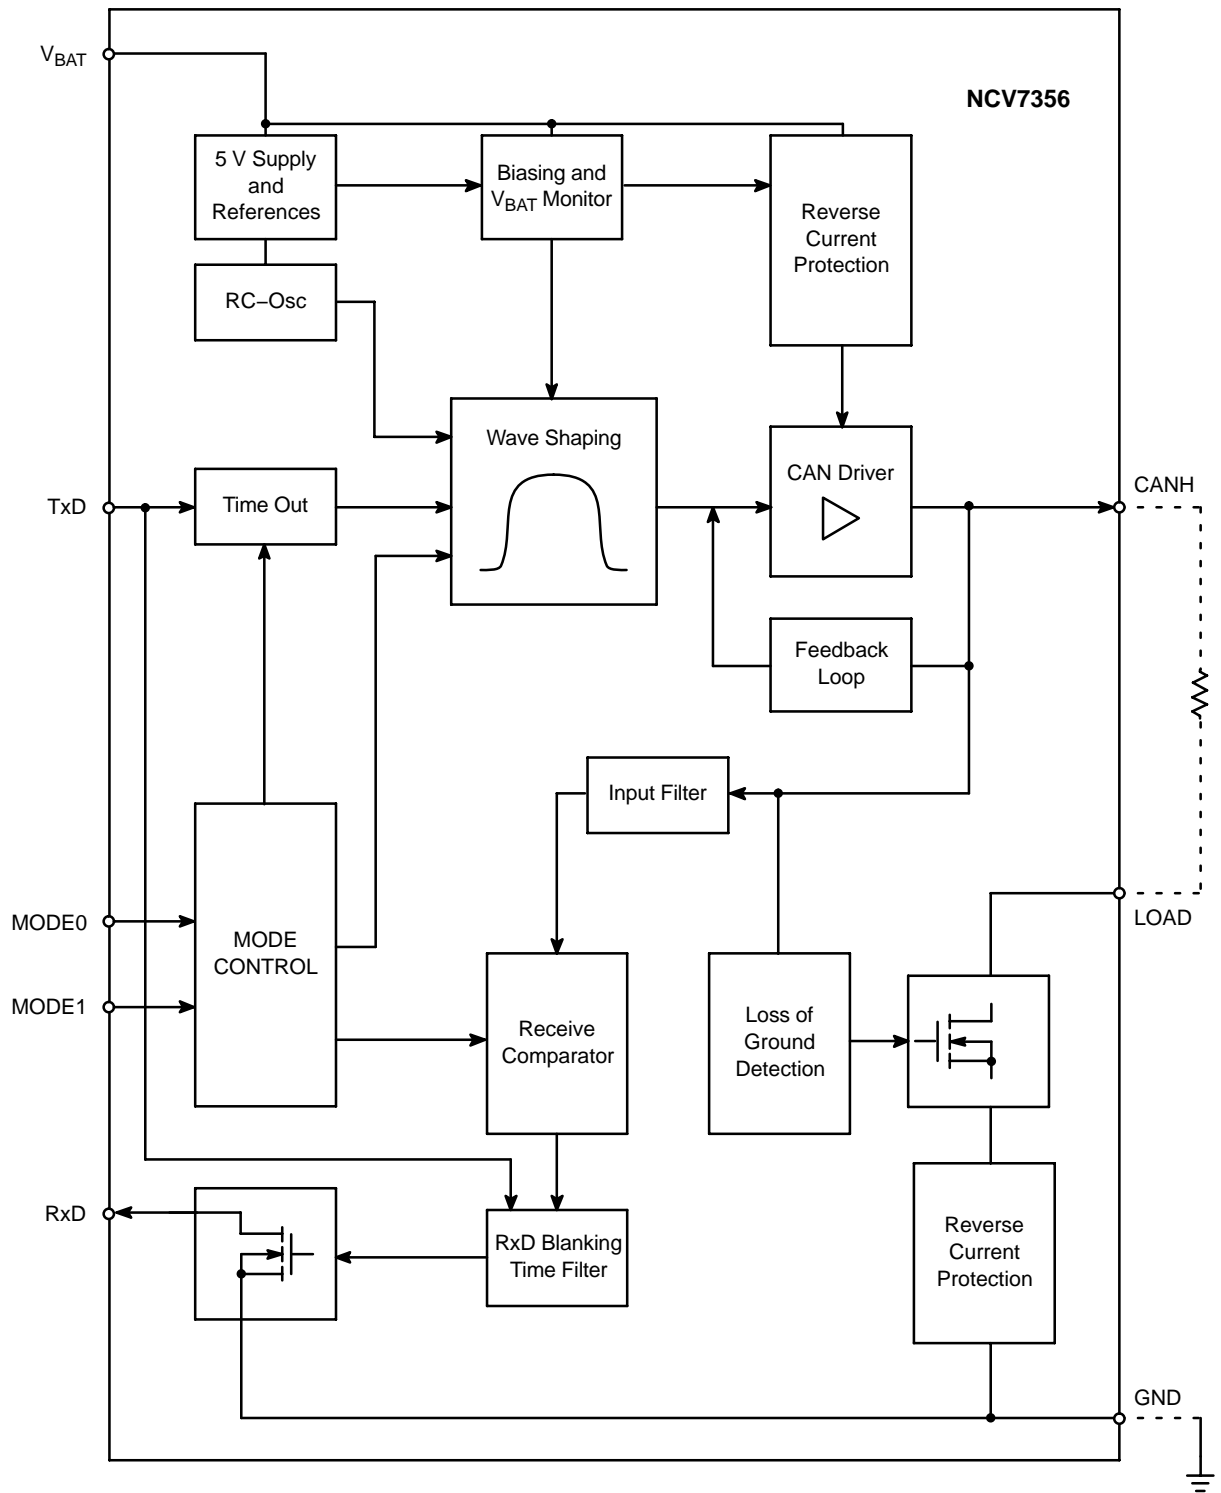 V_BAT
NCV7356
5 V Supply
and
References
Biasing and
V_BAT Monitor
Reverse
Current
Protection
RC–Osc
Wave Shaping
CAN Driver
CANH
TxD
Time Out
Feedback
Loop
Input Filter
MODE0
MODE
CONTROL
LOAD
MODE1
Receive
Comparator
Loss of
Ground
Detection
RxD
RxD Blanking
Time Filter
Reverse
Current
Protection
GND